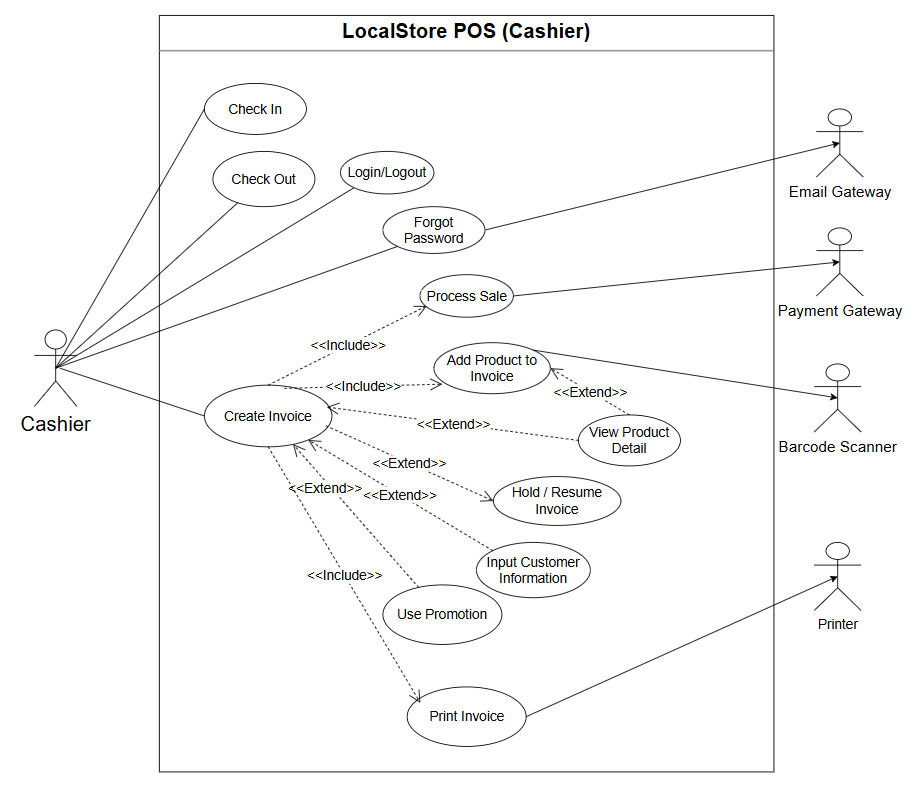 LocalStore POS (Cashier)
Check In
Check Out
Login/Logout
Forgot
Password
Email Gateway
Process Sale
Payment Gateway
<<Include>>
Add Product to
Invoice
<<Include>>
<<Extend>>
Cashier
Create Invoice
<<Extend>>
View Product
Detail
Barcode Scanner
<<Extend>>
Hold / Resume
Invoice
<<Extend>>
<<Extend>>
Input Customer
Information
<<Include>>
Use Promotion
Printer
Print Invoice